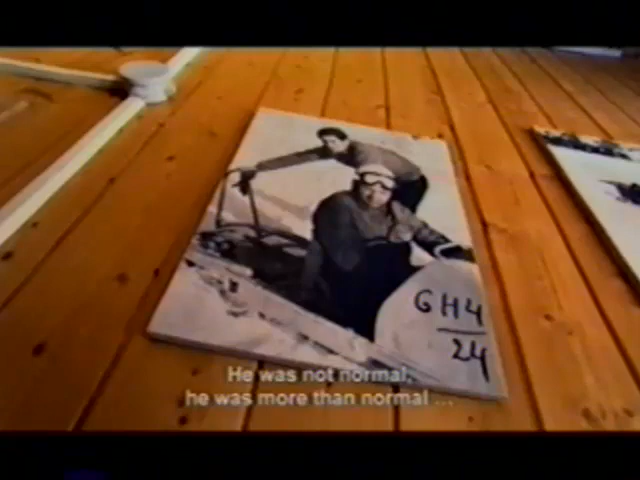 GH4
24
He was not normal,
he was more than normal ...